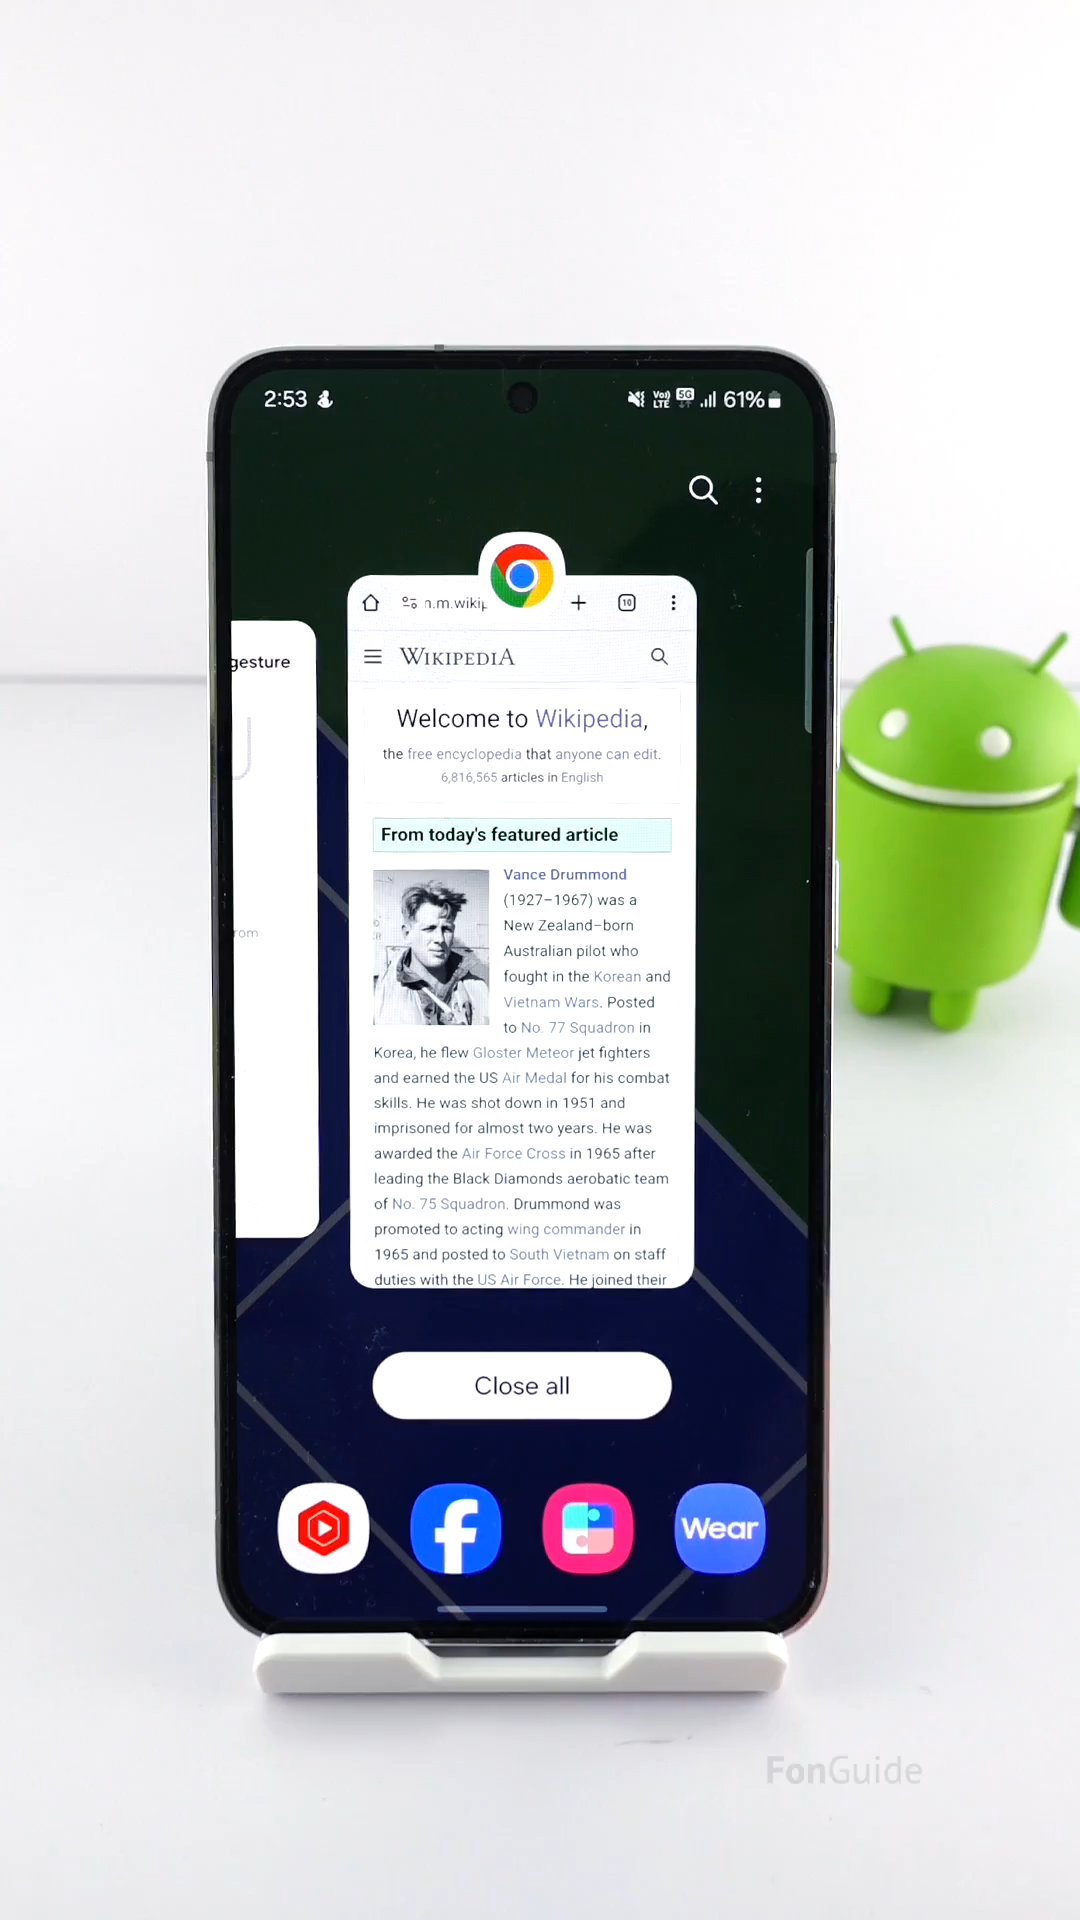 2:53
Vo) LTE 5G 61%
n.m.wikip
10
gesture
WIKIPEDIA
Welcome to Wikipedia,
the free encyclopedia that anyone can edit.
6,816,565 articles in English
From today's featured article
Vance Drummond
(1927–1967) was a
New Zealand–born
Australian pilot who
fought in the Korean and
Vietnam Wars. Posted
to No. 77 Squadron in
Korea, he flew Gloster Meteor jet fighters
and earned the US Air Medal for his combat
skills. He was shot down in 1951 and
imprisoned for almost two years. He was
awarded the Air Force Cross in 1965 after
leading the Black Diamonds aerobatic team
of No. 75 Squadron. Drummond was
promoted to acting wing commander in
1965 and posted to South Vietnam on staff
duties with the US Air Force. He joined their
rom
Close all
Wear
FonGuide